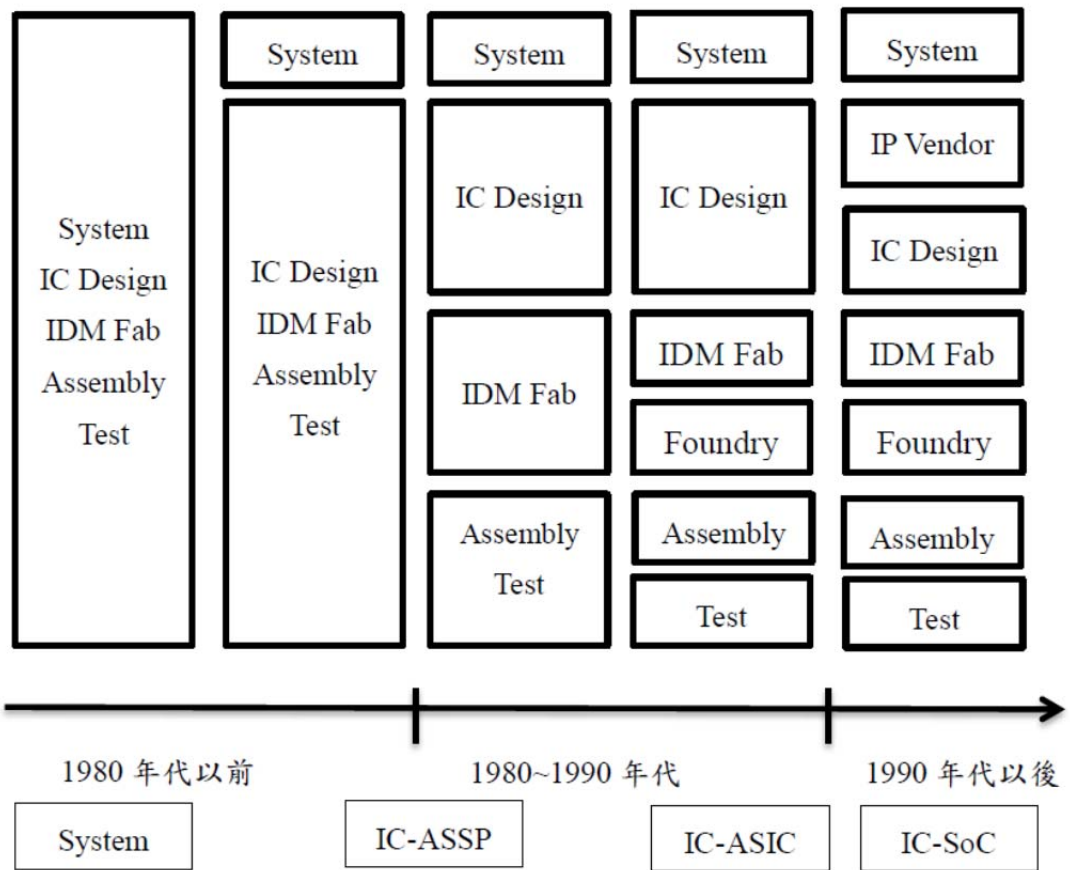 System
IC Design
IDM Fab
Assembly
Test
System
IC Design
IDM Fab
Assembly
Test
System
IC Design
IDM Fab
Assembly
Test
System
IC Design
IDM Fab
Foundry
Assembly
Test
System
IP Vendor
IC Design
IDM Fab
Foundry
Assembly
Test
1980 年代以前
1980~1990 年代
1990 年代以後
System
IC-ASSP
IC-ASIC
IC-SoC